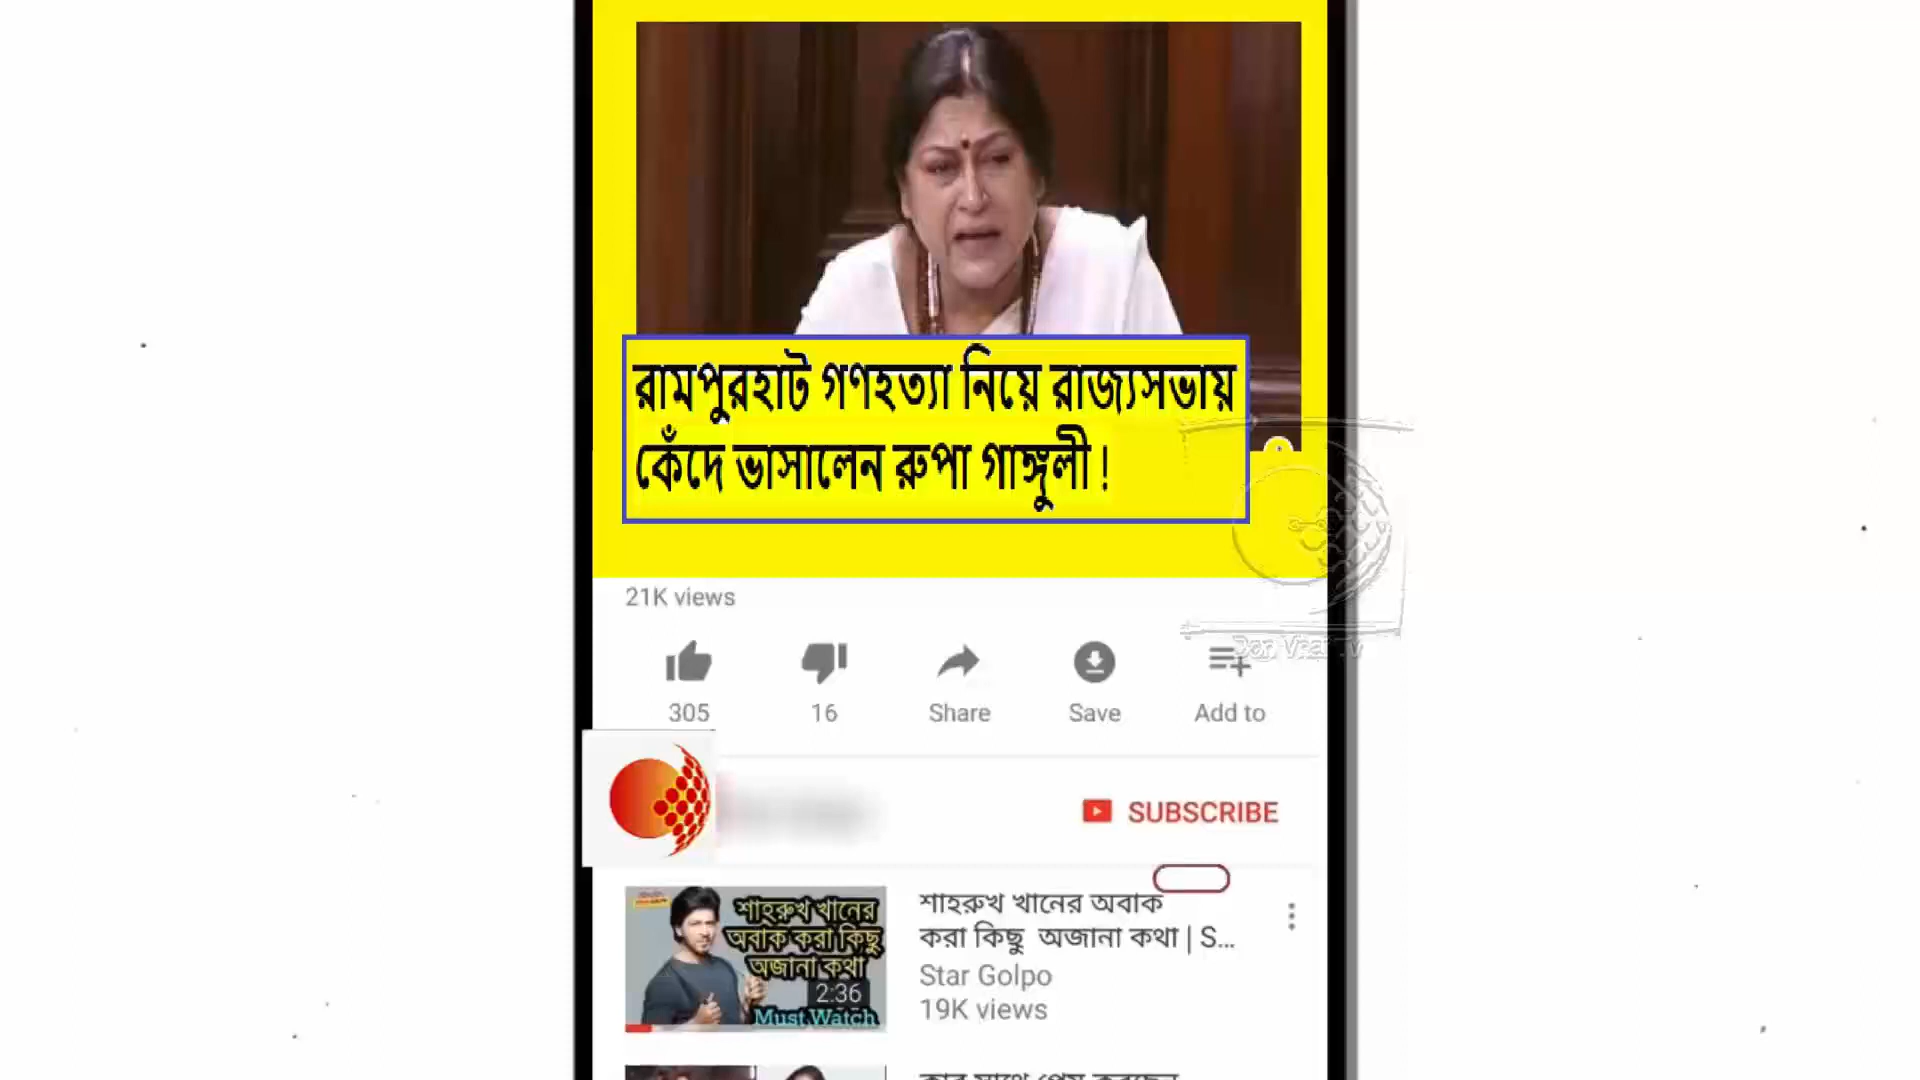 রামপুরহাট গণহত্যা নিয়ে রাজ্যসভায়
কেঁদে ভাসালেন রুপা গাঙ্গুলী!
21K views
305
16
Share
Save
Add to
SUBSCRIBE
শাহরুখ খানের
অবাক করা কিছু
অজানা কথা
2:36
Must Watch
শাহরুখ খানের অবাক
করা কিছু অজানা কথা | S...
Star Golpo
19K views